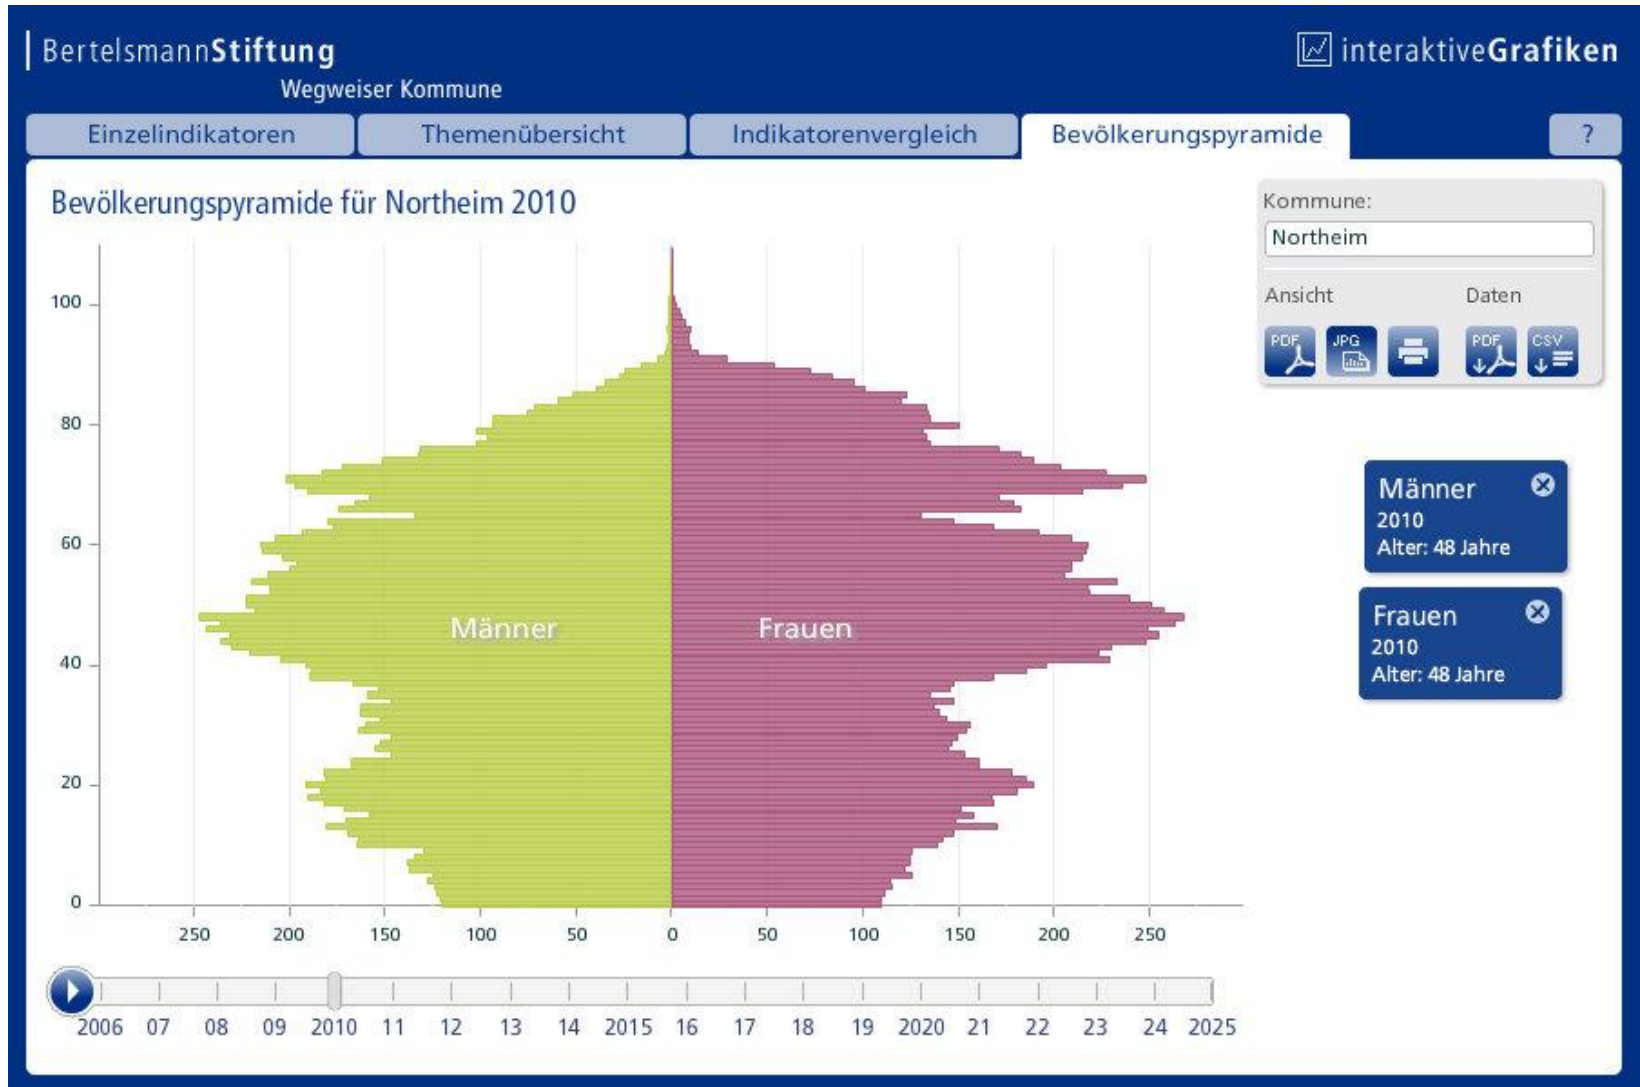 BertelsmannStiftung
Wegweiser Kommune
interaktiveGrafiken
Einzelindikatoren
Themenübersicht
Indikatorenvergleich
Bevölkerungspyramide
?
Bevölkerungspyramide für Northeim 2010
Kommune:
Northeim
Ansicht
Daten
PDF
JPG
PDF
CSV
100
80
60
40
20
0
Männer
Frauen
250 200 150 100 50 0 50 100 150 200 250
Männer
2010
Alter: 48 Jahre
Frauen
2010
Alter: 48 Jahre
2006 07 08 09 2010 11 12 13 14 2015 16 17 18 19 2020 21 22 23 24 2025